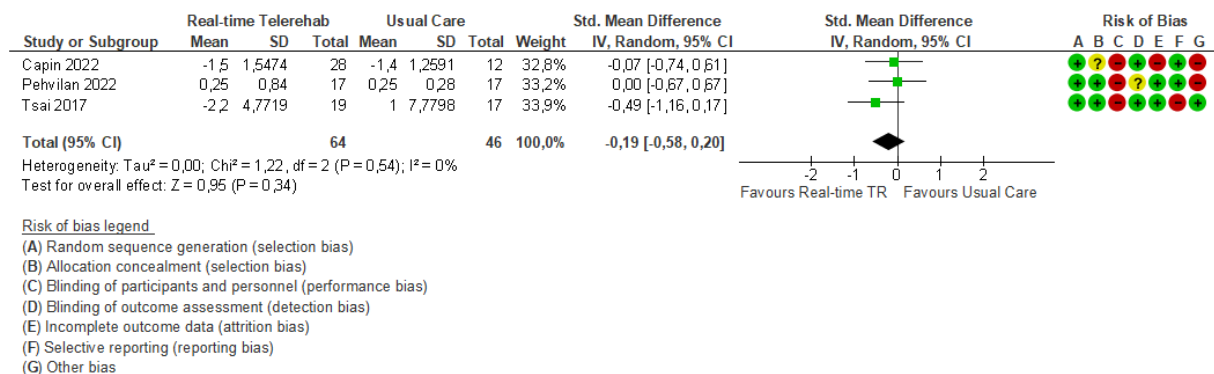 Real-time Telerehab Usual Care Std. Mean Difference Std. Mean Difference Risk of Bias
Study or Subgroup Mean SD Total Mean SD Total Weight IV, Random, 95% CI IV, Random, 95% CI A B C D E F G
Capin 2022 -1,5 1,5474 28 -1,4 1,2591 12 32,8% -0,07 [-0,74, 0,61] + ? - + - + -
Pehvilan 2022 0,25 0,84 17 0,25 0,28 17 33,2% 0,00 [-0,67, 0,67] + + - ? + + -
Tsai 2017 -2,2 4,7719 19 1 7,7798 17 33,9% -0,49 [-1,16, 0,17] + + - + + - +
Total (95% CI) 64 46 100,0% -0,19 [-0,58, 0,20]
Heterogeneity: Tau² = 0,00; Chi² = 1,22, df = 2 (P = 0,54); I² = 0%
Test for overall effect: Z = 0,95 (P = 0,34)
-2 -1 0 1 2
Favours Real-time TR Favours Usual Care
Risk of bias legend
(A) Random sequence generation (selection bias)
(B) Allocation concealment (selection bias)
(C) Blinding of participants and personnel (performance bias)
(D) Blinding of outcome assessment (detection bias)
(E) Incomplete outcome data (attrition bias)
(F) Selective reporting (reporting bias)
(G) Other bias